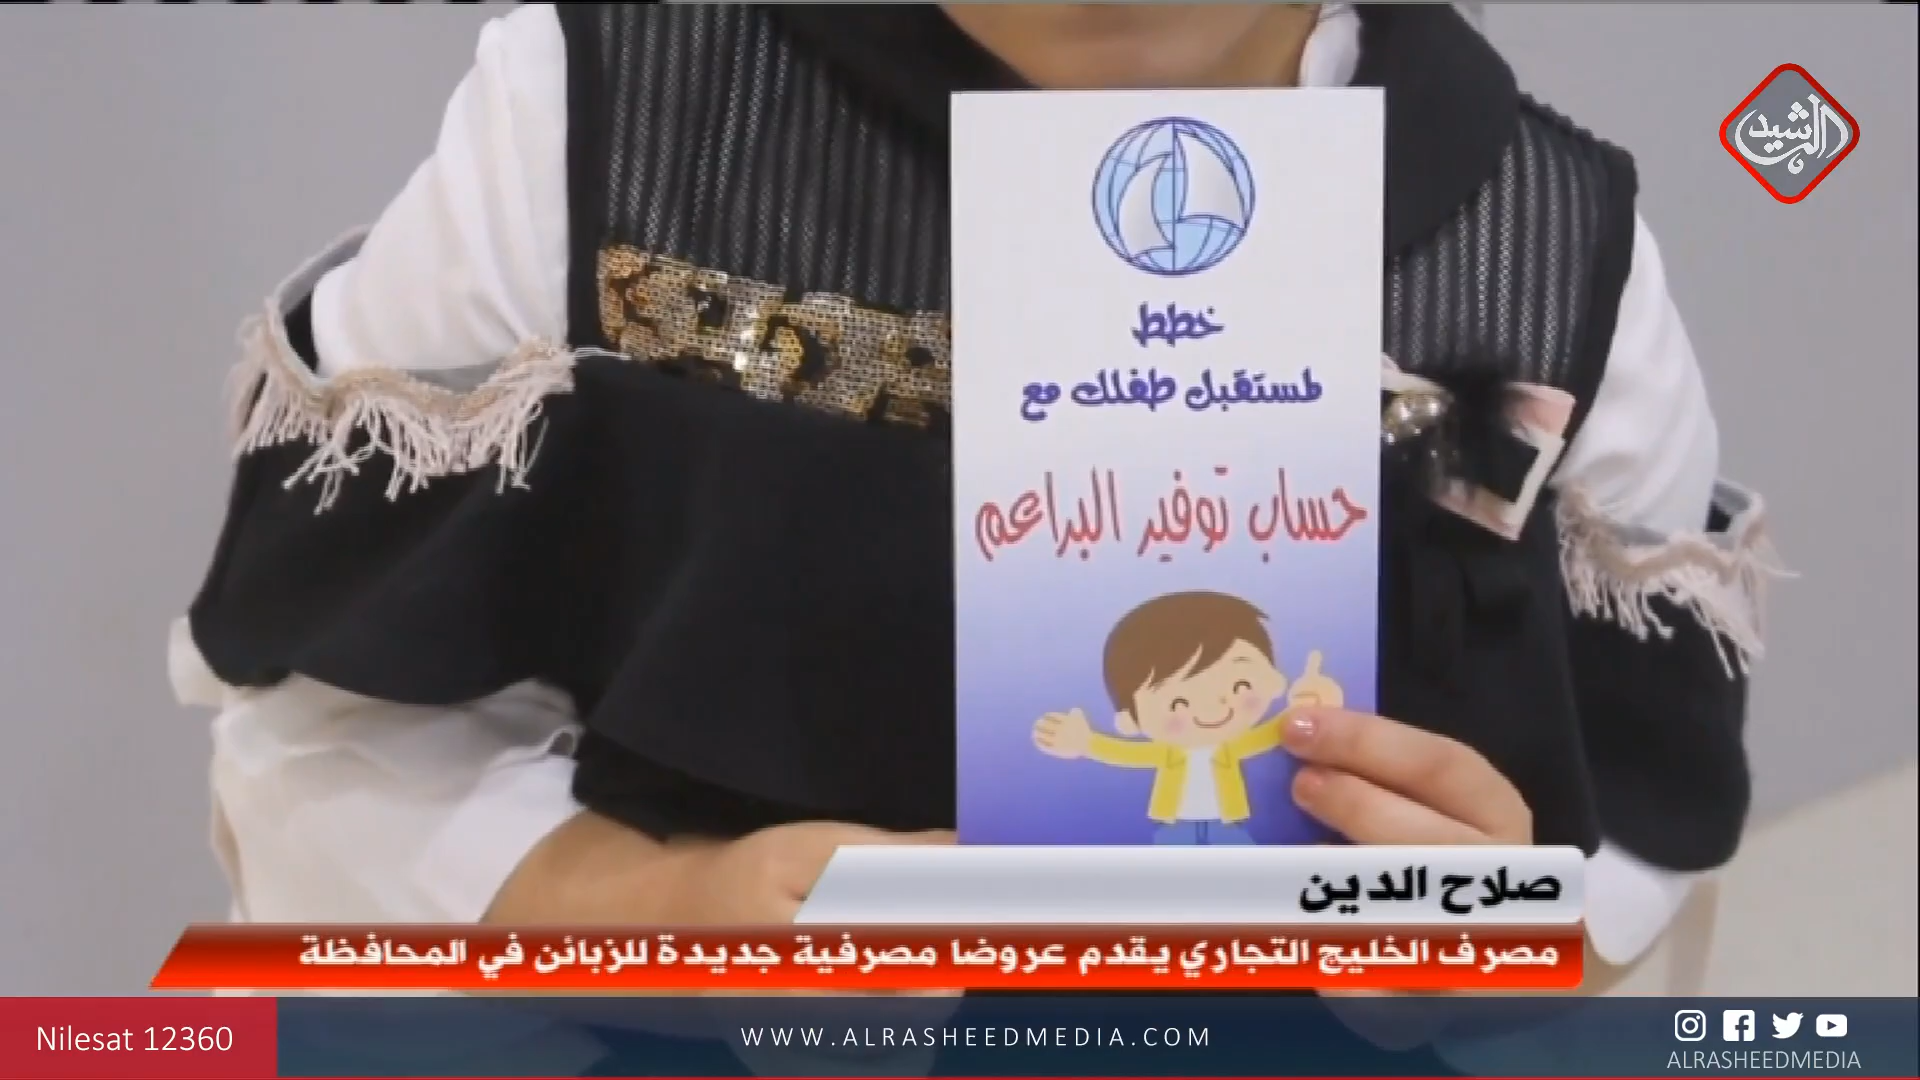 الرشيد
خطط
لمستقبل طفلك مع
حساب توفير البراعم
صلاح الدين
مصرف الخليج التجاري يقدم عروضا مصرفية جديدة للزبائن في المحافظة
Nilesat 12360
WWW.ALRASHEEDMEDIA.COM
ALRASHEEDMEDIA